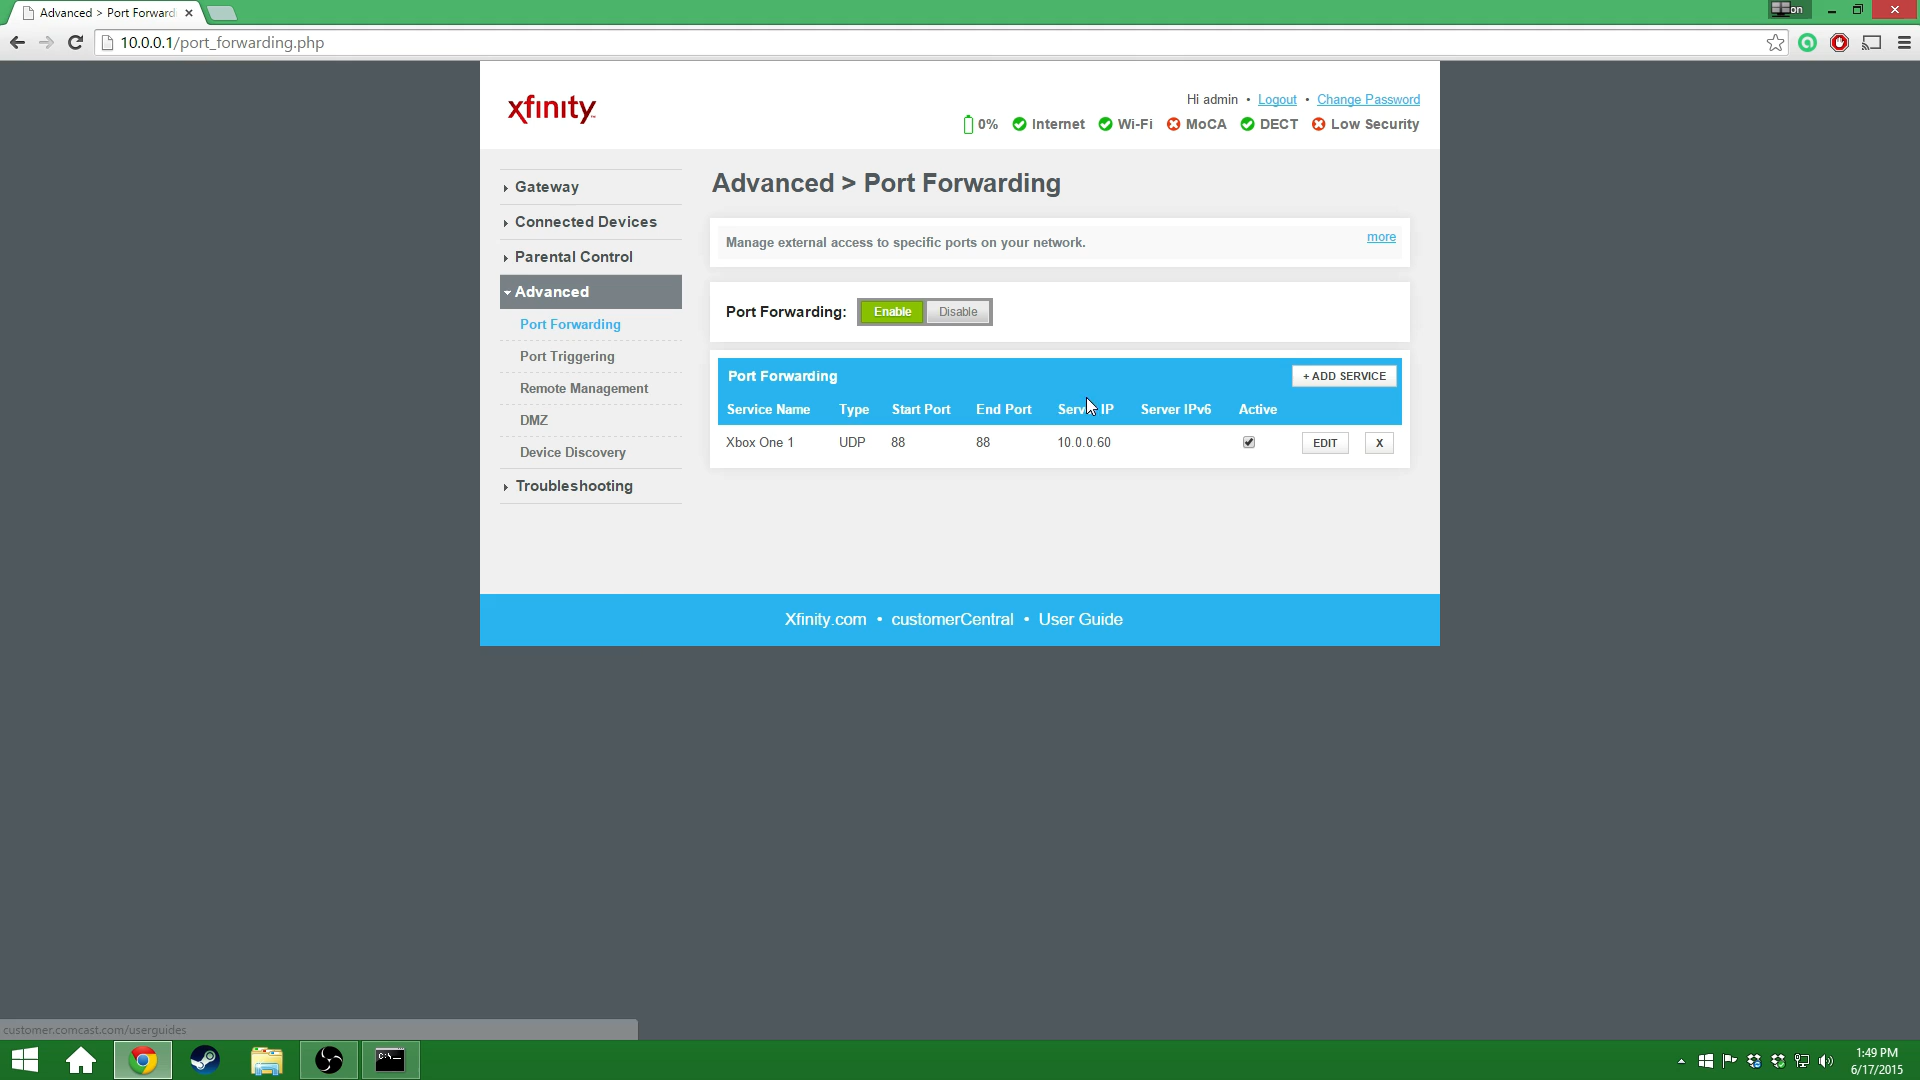 Advanced > Port Forward
on
10.0.0.1/port_forwarding.php
xfinity
Hi admin • Logout • Change Password
0% Internet Wi-Fi MoCA DECT Low Security
Gateway
Connected Devices
Parental Control
Advanced
Port Forwarding
Port Triggering
Remote Management
DMZ
Device Discovery
Troubleshooting
Advanced > Port Forwarding
Manage external access to specific ports on your network.
more
Port Forwarding: Enable Disable
Port Forwarding + ADD SERVICE
Service Name Type Start Port End Port Server IP Server IPv6 Active
Xbox One 1 UDP 88 88 10.0.0.60 EDIT X
Xfinity.com • customerCentral • User Guide
customer.comcast.com/userguides
C:\_
1:49 PM
6/17/2015